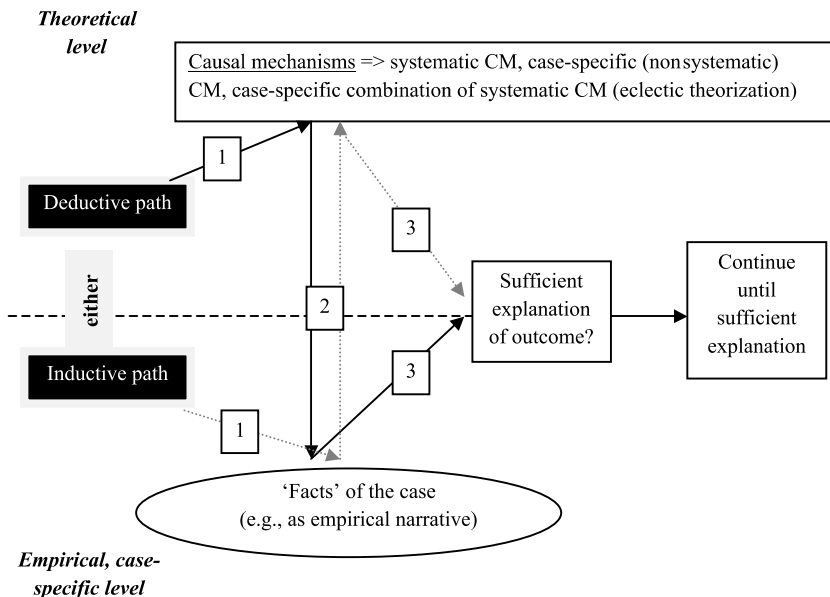 Theoretical
level
Causal mechanisms => systematic CM, case-specific (nonsystematic)
CM, case-specific combination of systematic CM (eclectic theorization)
1
Deductive path
3
either
2
Sufficient
explanation
of outcome?
Continue
until
sufficient
explanation
Inductive path
3
1
‘Facts’ of the case
(e.g., as empirical narrative)
Empirical, case-
specific level